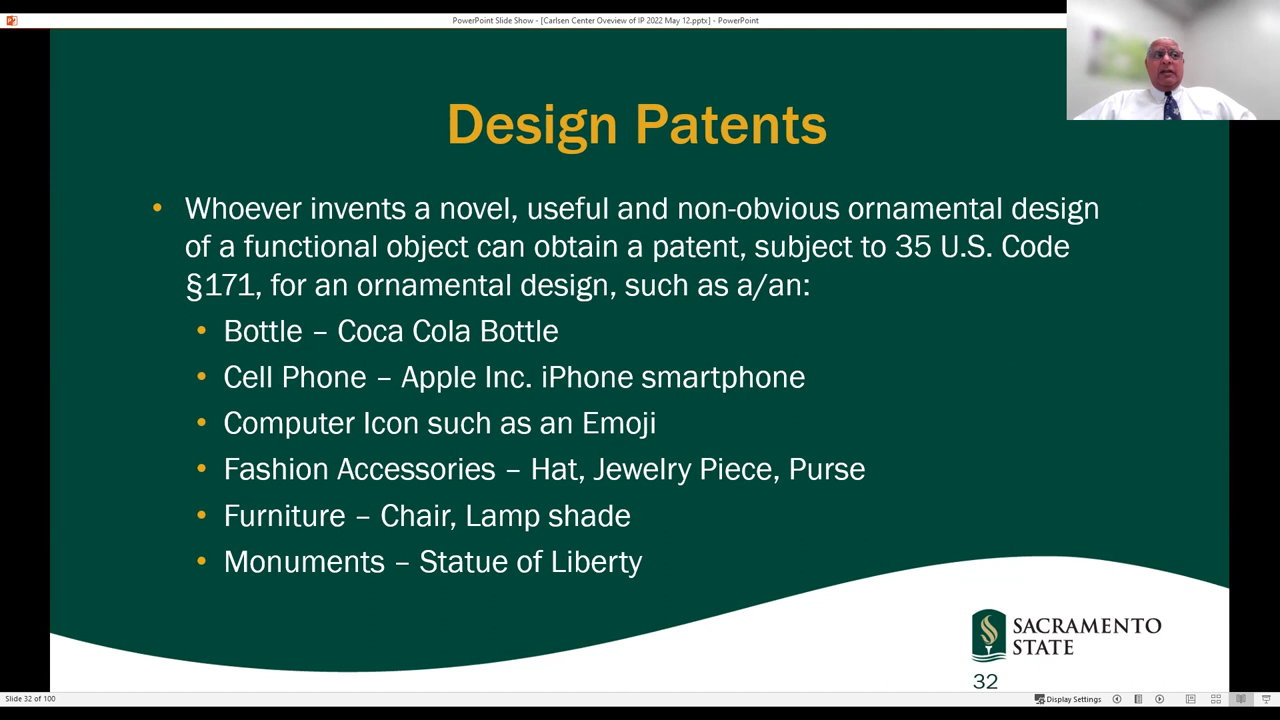 PowerPoint Slide Show - [Carlsen Center Oveview of IP 2022 May 12.pptx] - PowerPoint
Design Patents
• Whoever invents a novel, useful and non-obvious ornamental design
of a functional object can obtain a patent, subject to 35 U.S. Code
§171, for an ornamental design, such as a/an:
• Bottle – Coca Cola Bottle
• Cell Phone – Apple Inc. iPhone smartphone
• Computer Icon such as an Emoji
• Fashion Accessories – Hat, Jewelry Piece, Purse
• Furniture – Chair, Lamp shade
• Monuments – Statue of Liberty
SACRAMENTO
STATE
32
Slide 32 of 100
Display Settings